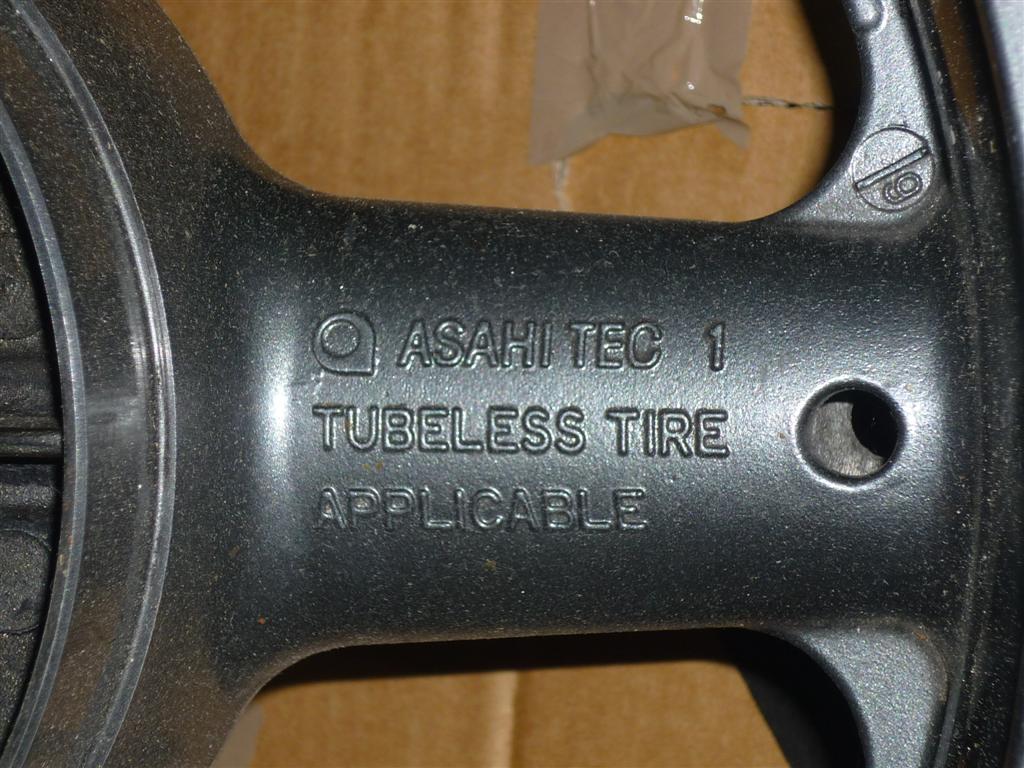 ASAHI TEC 1
TUBELESS TIRE
APPLICABLE